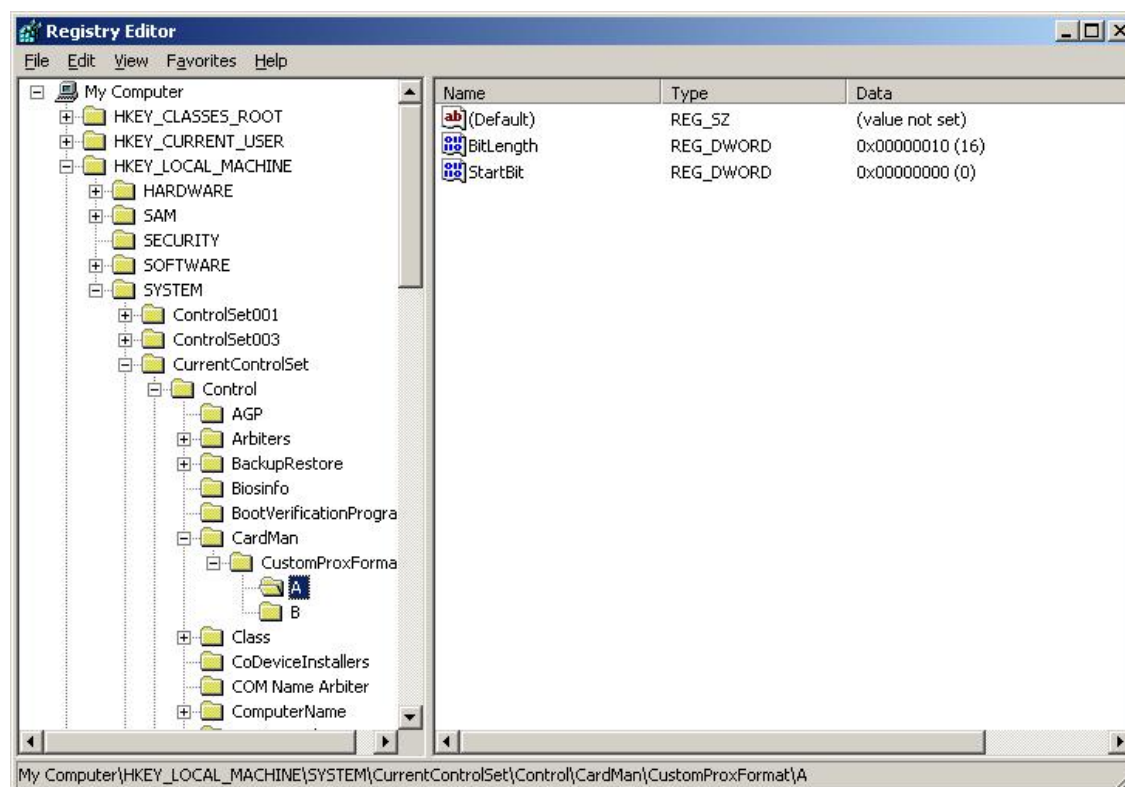 Registry Editor
File Edit View Favorites Help
My Computer
HKEY_CLASSES_ROOT
HKEY_CURRENT_USER
HKEY_LOCAL_MACHINE
HARDWARE
SAM
SECURITY
SOFTWARE
SYSTEM
ControlSet001
ControlSet003
CurrentControlSet
Control
AGP
Arbiters
BackupRestore
Biosinfo
BootVerificationProgra
CardMan
CustomProxForma
A
B
Class
CoDeviceInstallers
COM Name Arbiter
ComputerName
Name Type Data
(Default) REG_SZ (value not set)
BitLength REG_DWORD 0x00000010 (16)
StartBit REG_DWORD 0x00000000 (0)
My Computer\HKEY_LOCAL_MACHINE\SYSTEM\CurrentControlSet\Control\CardMan\CustomProxFormat\A